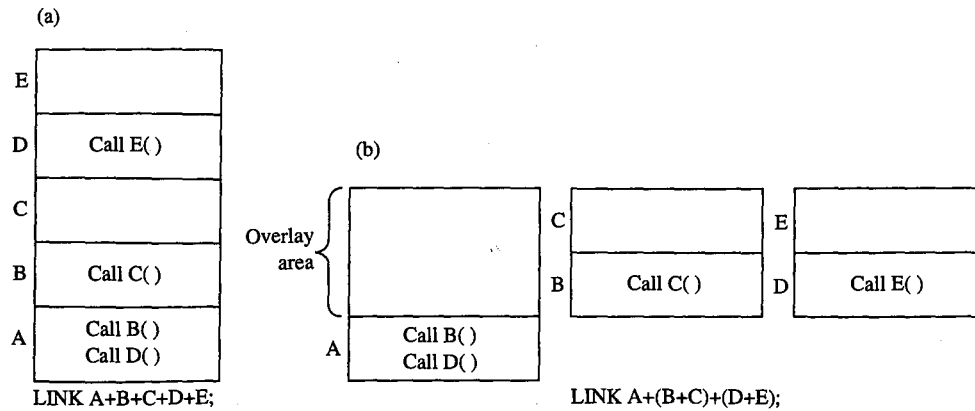 (a)
E
D
Call E( )
C
B
Call C( )
A
Call B( )
Call D( )
LINK A+B+C+D+E;
(b)
Overlay
area
A
Call B( )
Call D( )
C
B
Call C( )
E
D
Call E( )
LINK A+(B+C)+(D+E);